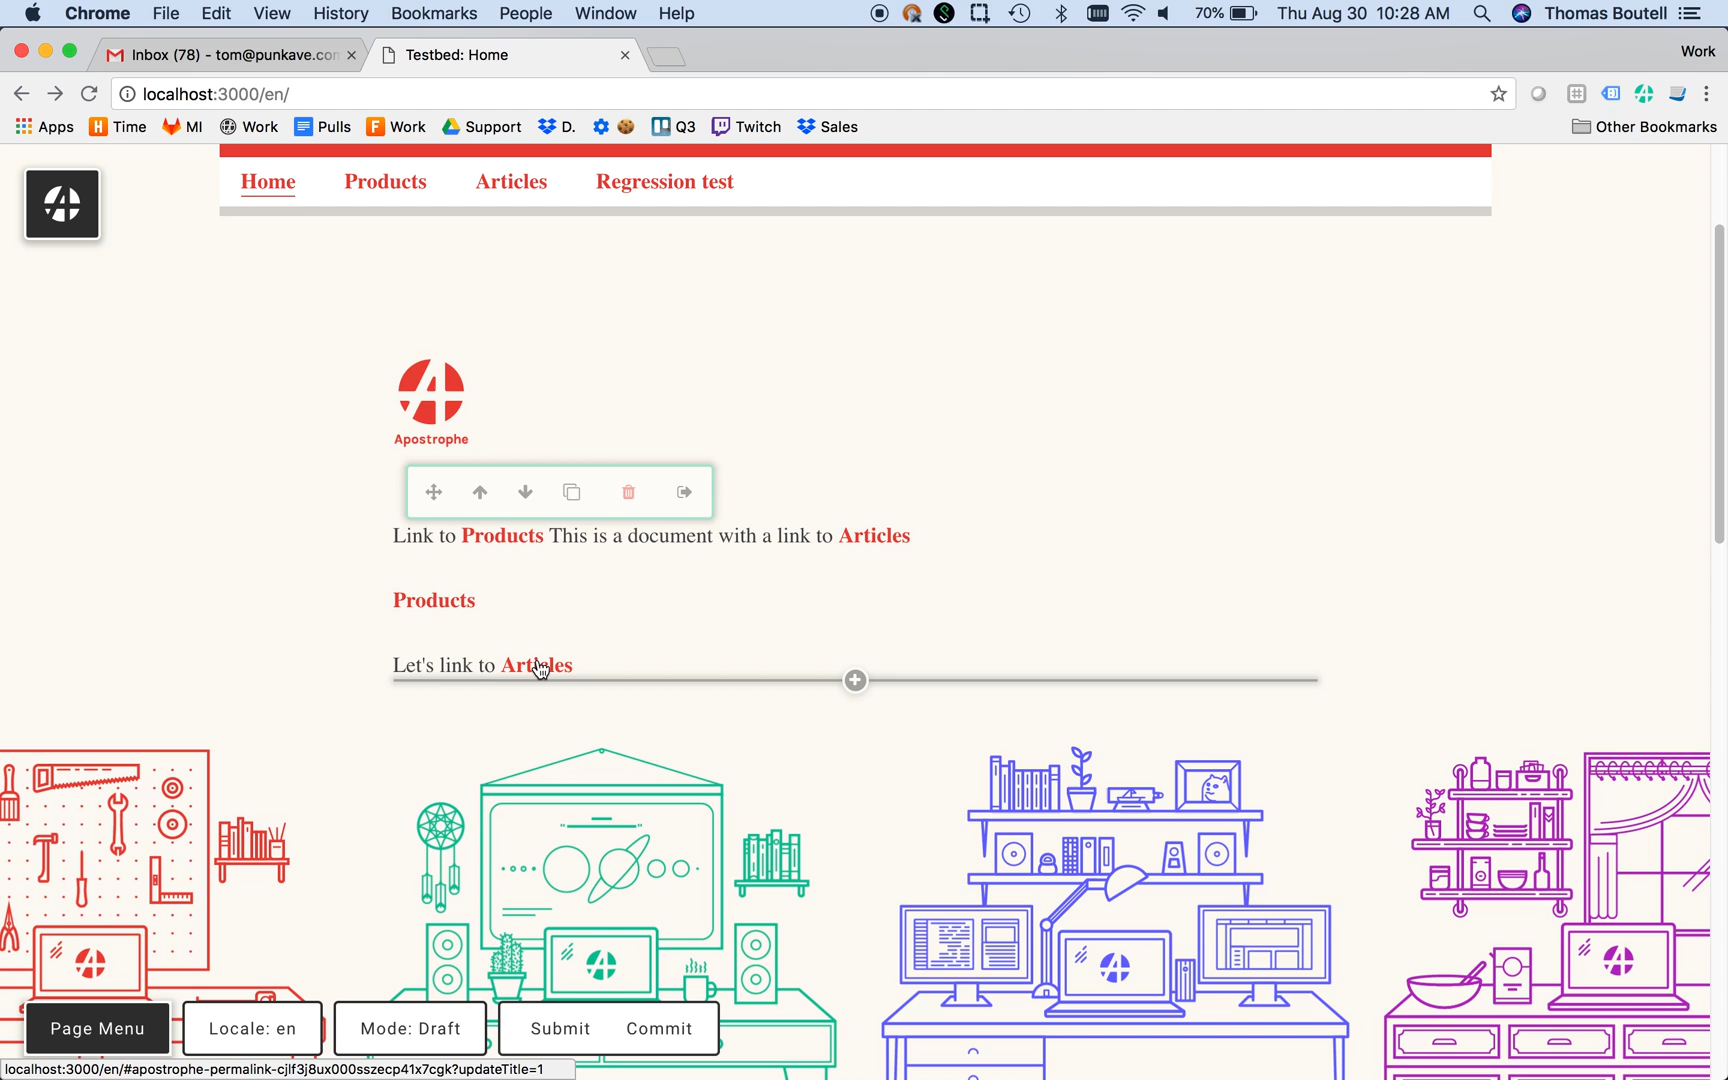 Chrome File Edit View History Bookmarks People Window Help 70% Thu Aug 30 10:28 AM Thomas Boutell
Inbox (78) - tom@punkave.com Testbed: Home Work
localhost:3000/en/
Apps Time MI Work Pulls Work Support D. Q3 Twitch Sales Other Bookmarks
Home Products Articles Regression test
Apostrophe
Link to Products This is a document with a link to Articles
Products
Let's link to Articles
Page Menu Locale: en Mode: Draft Submit Commit
localhost:3000/en/#apostrophe-permalink-cjlf3j8ux000sszecp41x7cgk?updateTitle=1